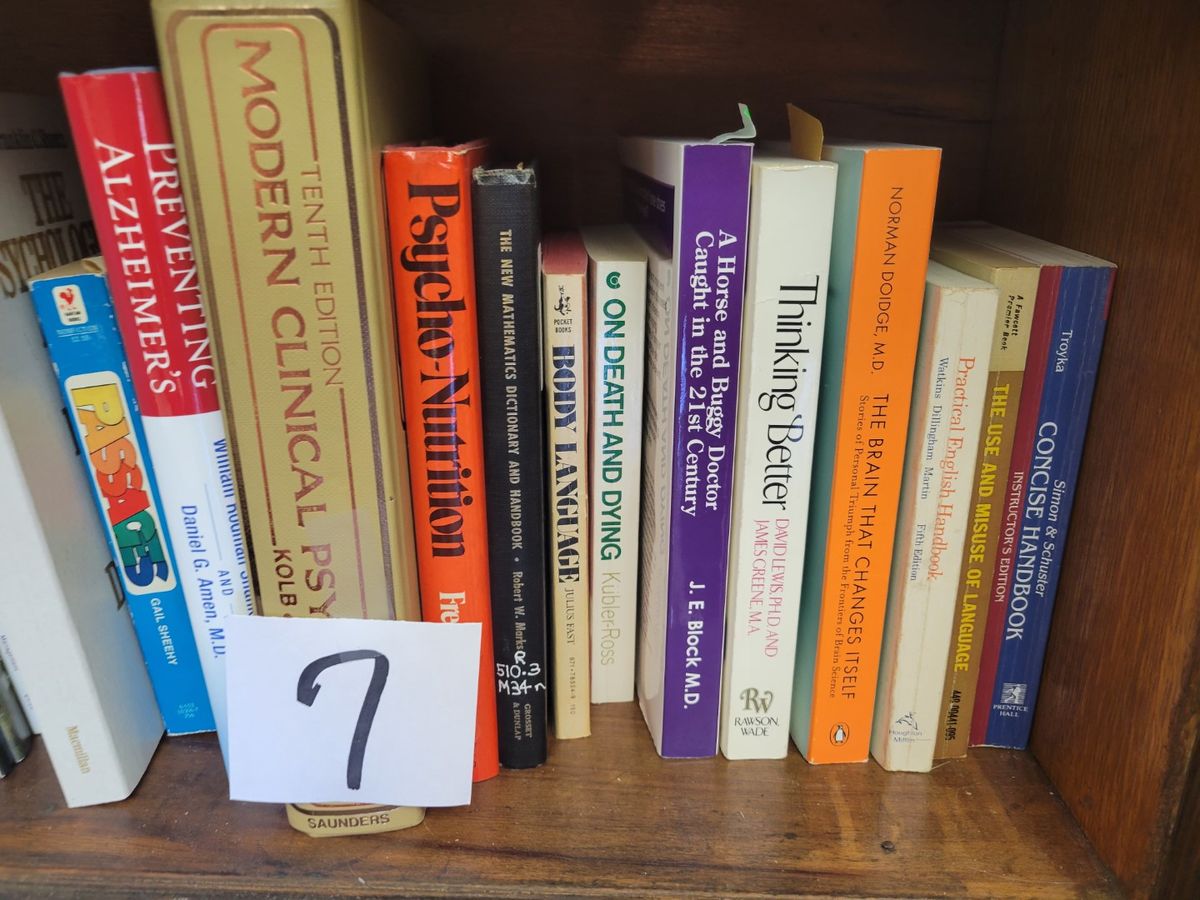 THE
Macmillan
PASSAGES
GAIL SHEEHY
PREVENTING
ALZHEIMER'S
AND
Daniel G. Amen, M.D.
TENTH EDITION
MODERN CLINICAL PSY
KOLB
SAUNDERS
7
Psycho-Nutrition
Fre
THE NEW MATHEMATICS DICTIONARY AND HANDBOOK • Robert W. Marks
510.3
GROSSET
& DUNLAP
POCKET
BOOKS
BODY LANGUAGE JULIUS FAST
ON DEATH AND DYING Kübler-Ross
A Horse and Buggy Doctor
Caught in the 21st Century
J. E. Block M.D.
Thinking Better
DAVID LEWIS, PH.D. AND
JAMES GREENE, M.A.
RW
RAWSON,
WADE
NORMAN DOIDGE, M.D. THE BRAIN THAT CHANGES ITSELF
Stories of Personal Triumph from the Frontiers of Brain Science
Practical English Handbook
Watkins Dillingham Martin Fifth Edition
Houghton
Mifflin
A Fawcett
Premier Book
THE USE AND MISUSE OF LANGUAGE
INSTRUCTOR'S EDITION
Troyka
Simon & Schuster
CONCISE HANDBOOK
PRENTICE
HALL